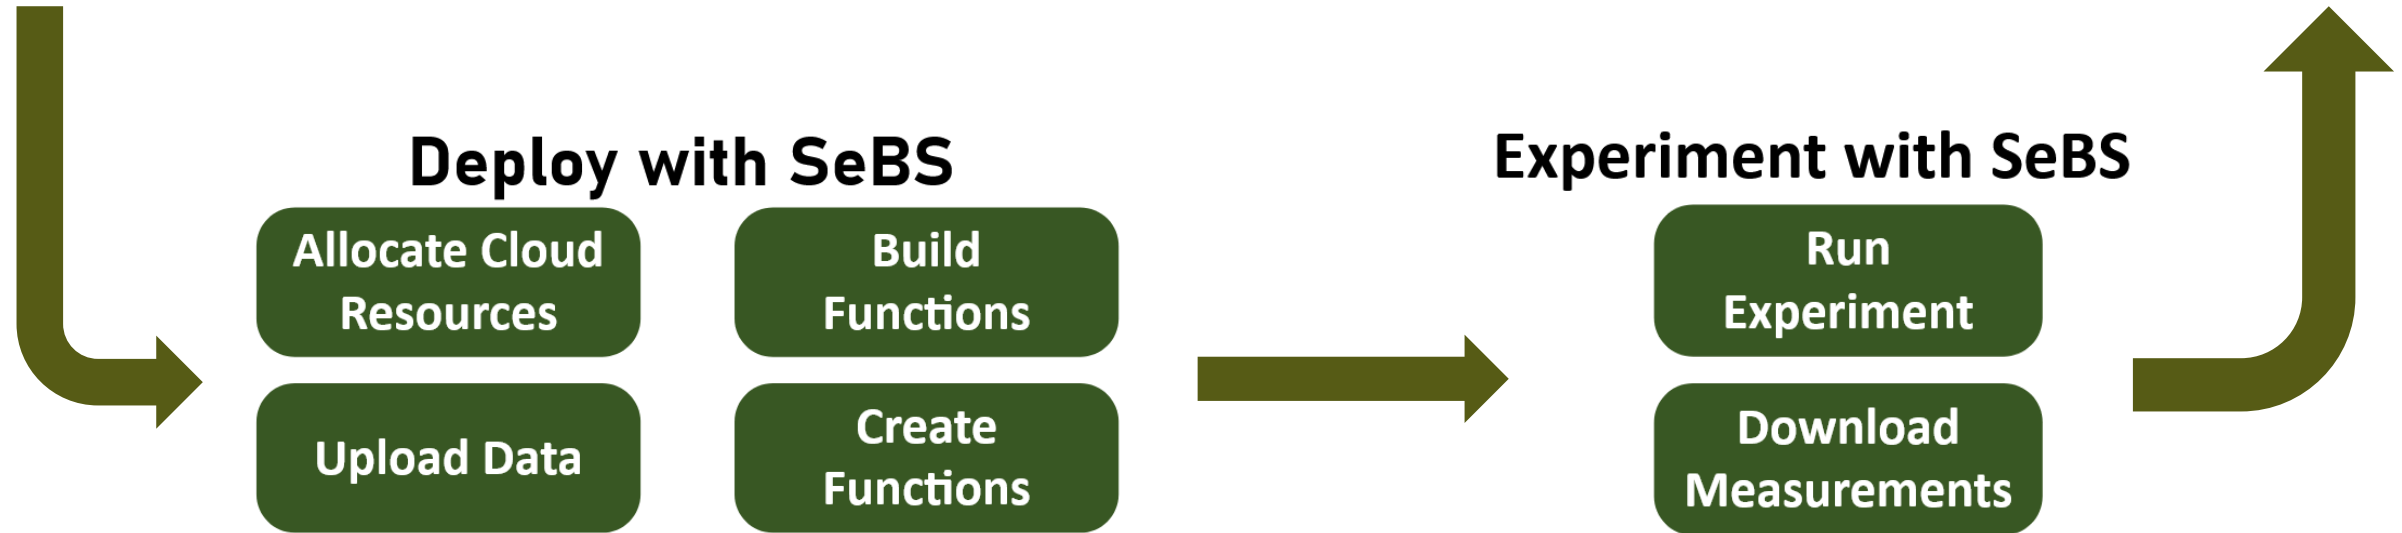 Deploy with SeBS
Allocate Cloud
Resources
Build
Functions
Upload Data
Create
Functions
Experiment with SeBS
Run
Experiment
Download
Measurements